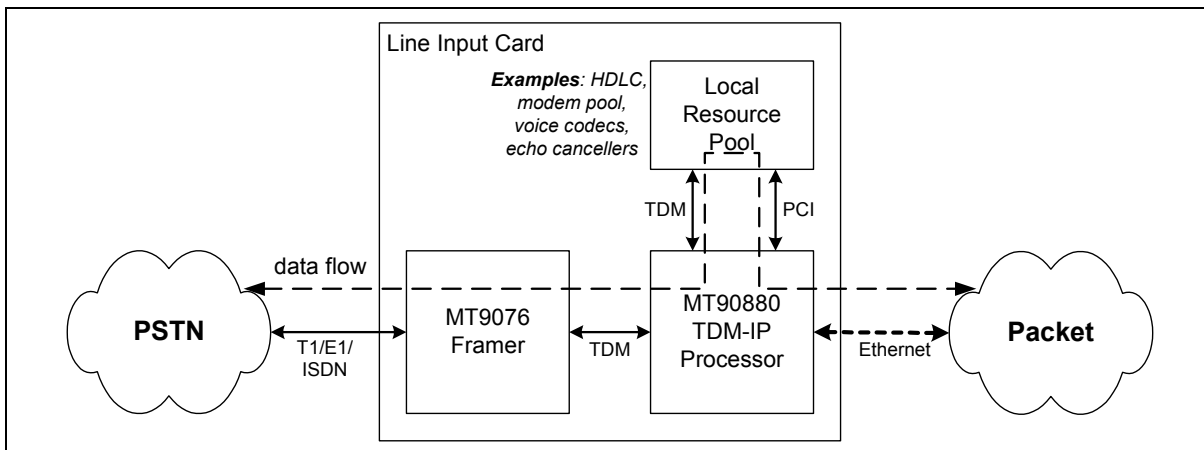 Line Input Card
Examples: HDLC,
modem pool,
voice codecs,
echo cancellers
Local
Resource
Pool
TDM
PCI
data flow
PSTN
T1/E1/
ISDN
MT9076
Framer
TDM
MT90880
TDM-IP
Processor
Ethernet
Packet